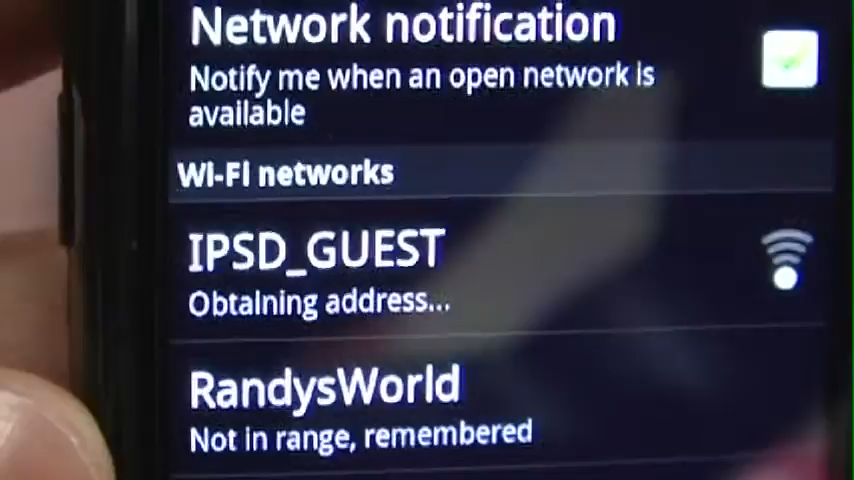 Network notification
Notify me when an open network is
available
Wi-Fi networks
IPSD_GUEST
Obtaining address...
RandysWorld
Not in range, remembered